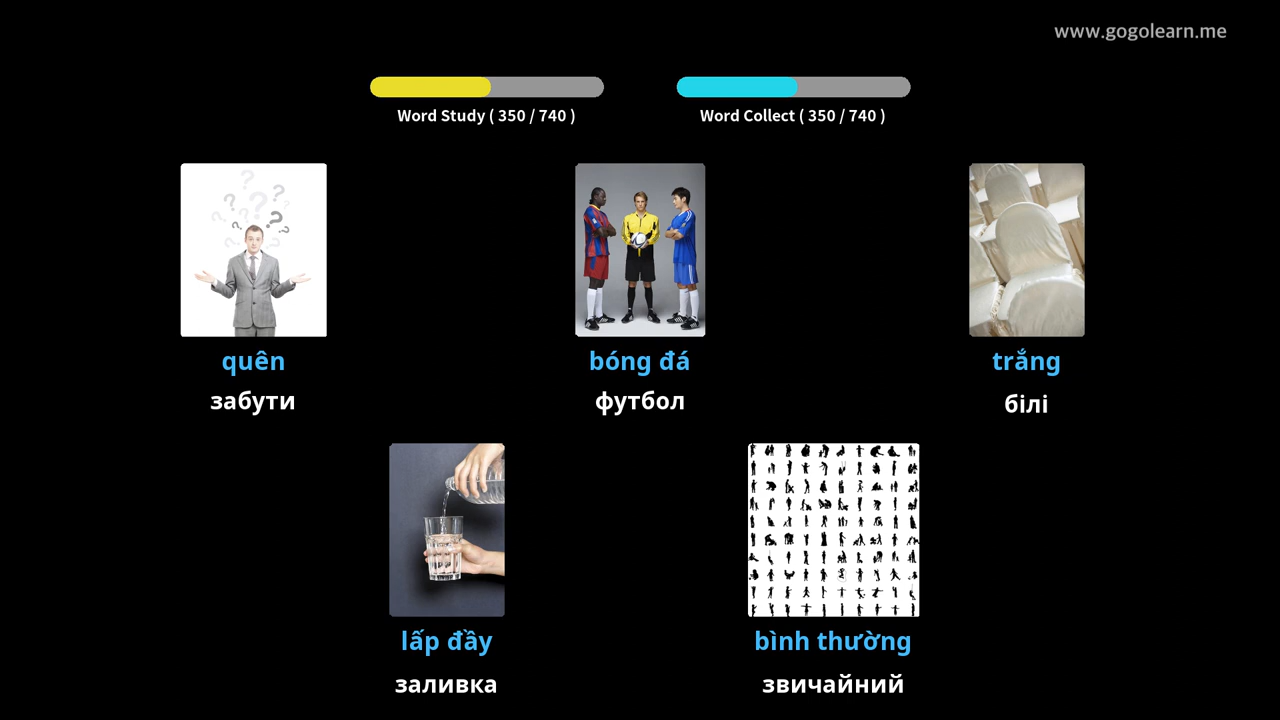 www.gogolearn.me
Word Study ( 350 / 740 )
Word Collect ( 350 / 740 )
quên
bóng đá
trắng
забути
футбол
білі
lấp đầy
bình thường
заливка
звичайний